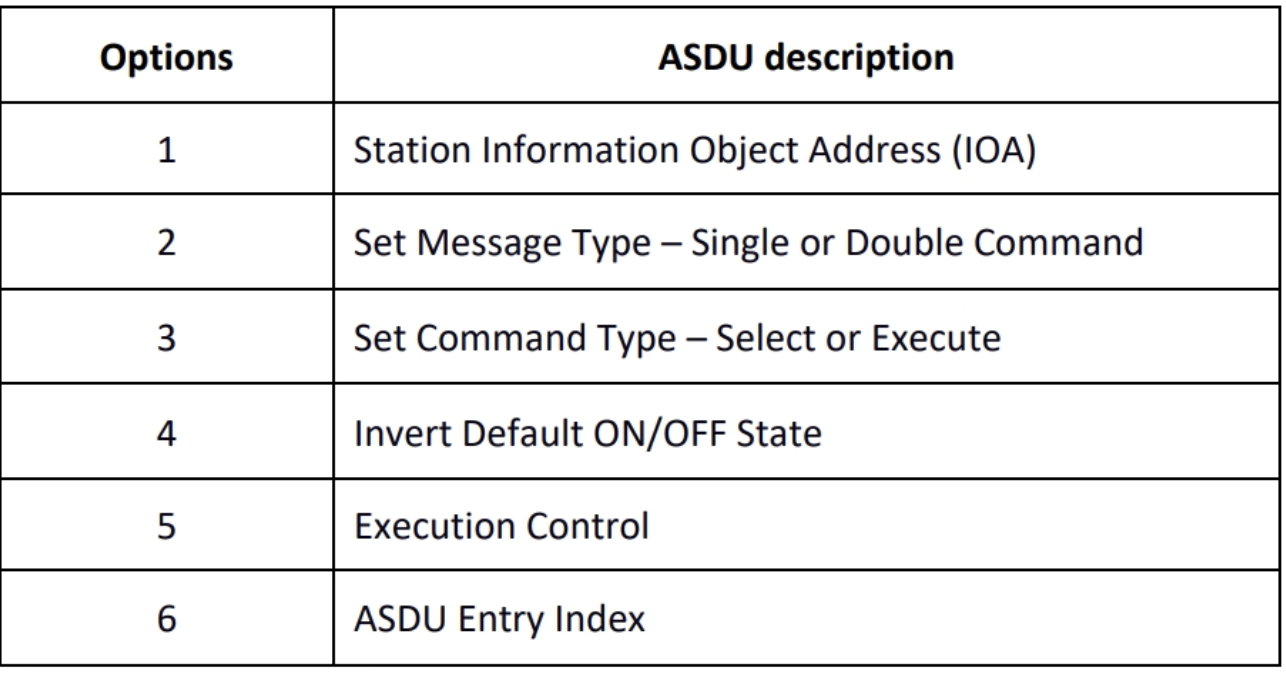 Options ASDU description
1 Station Information Object Address (IOA)
2 Set Message Type – Single or Double Command
3 Set Command Type – Select or Execute
4 Invert Default ON/OFF State
5 Execution Control
6 ASDU Entry Index